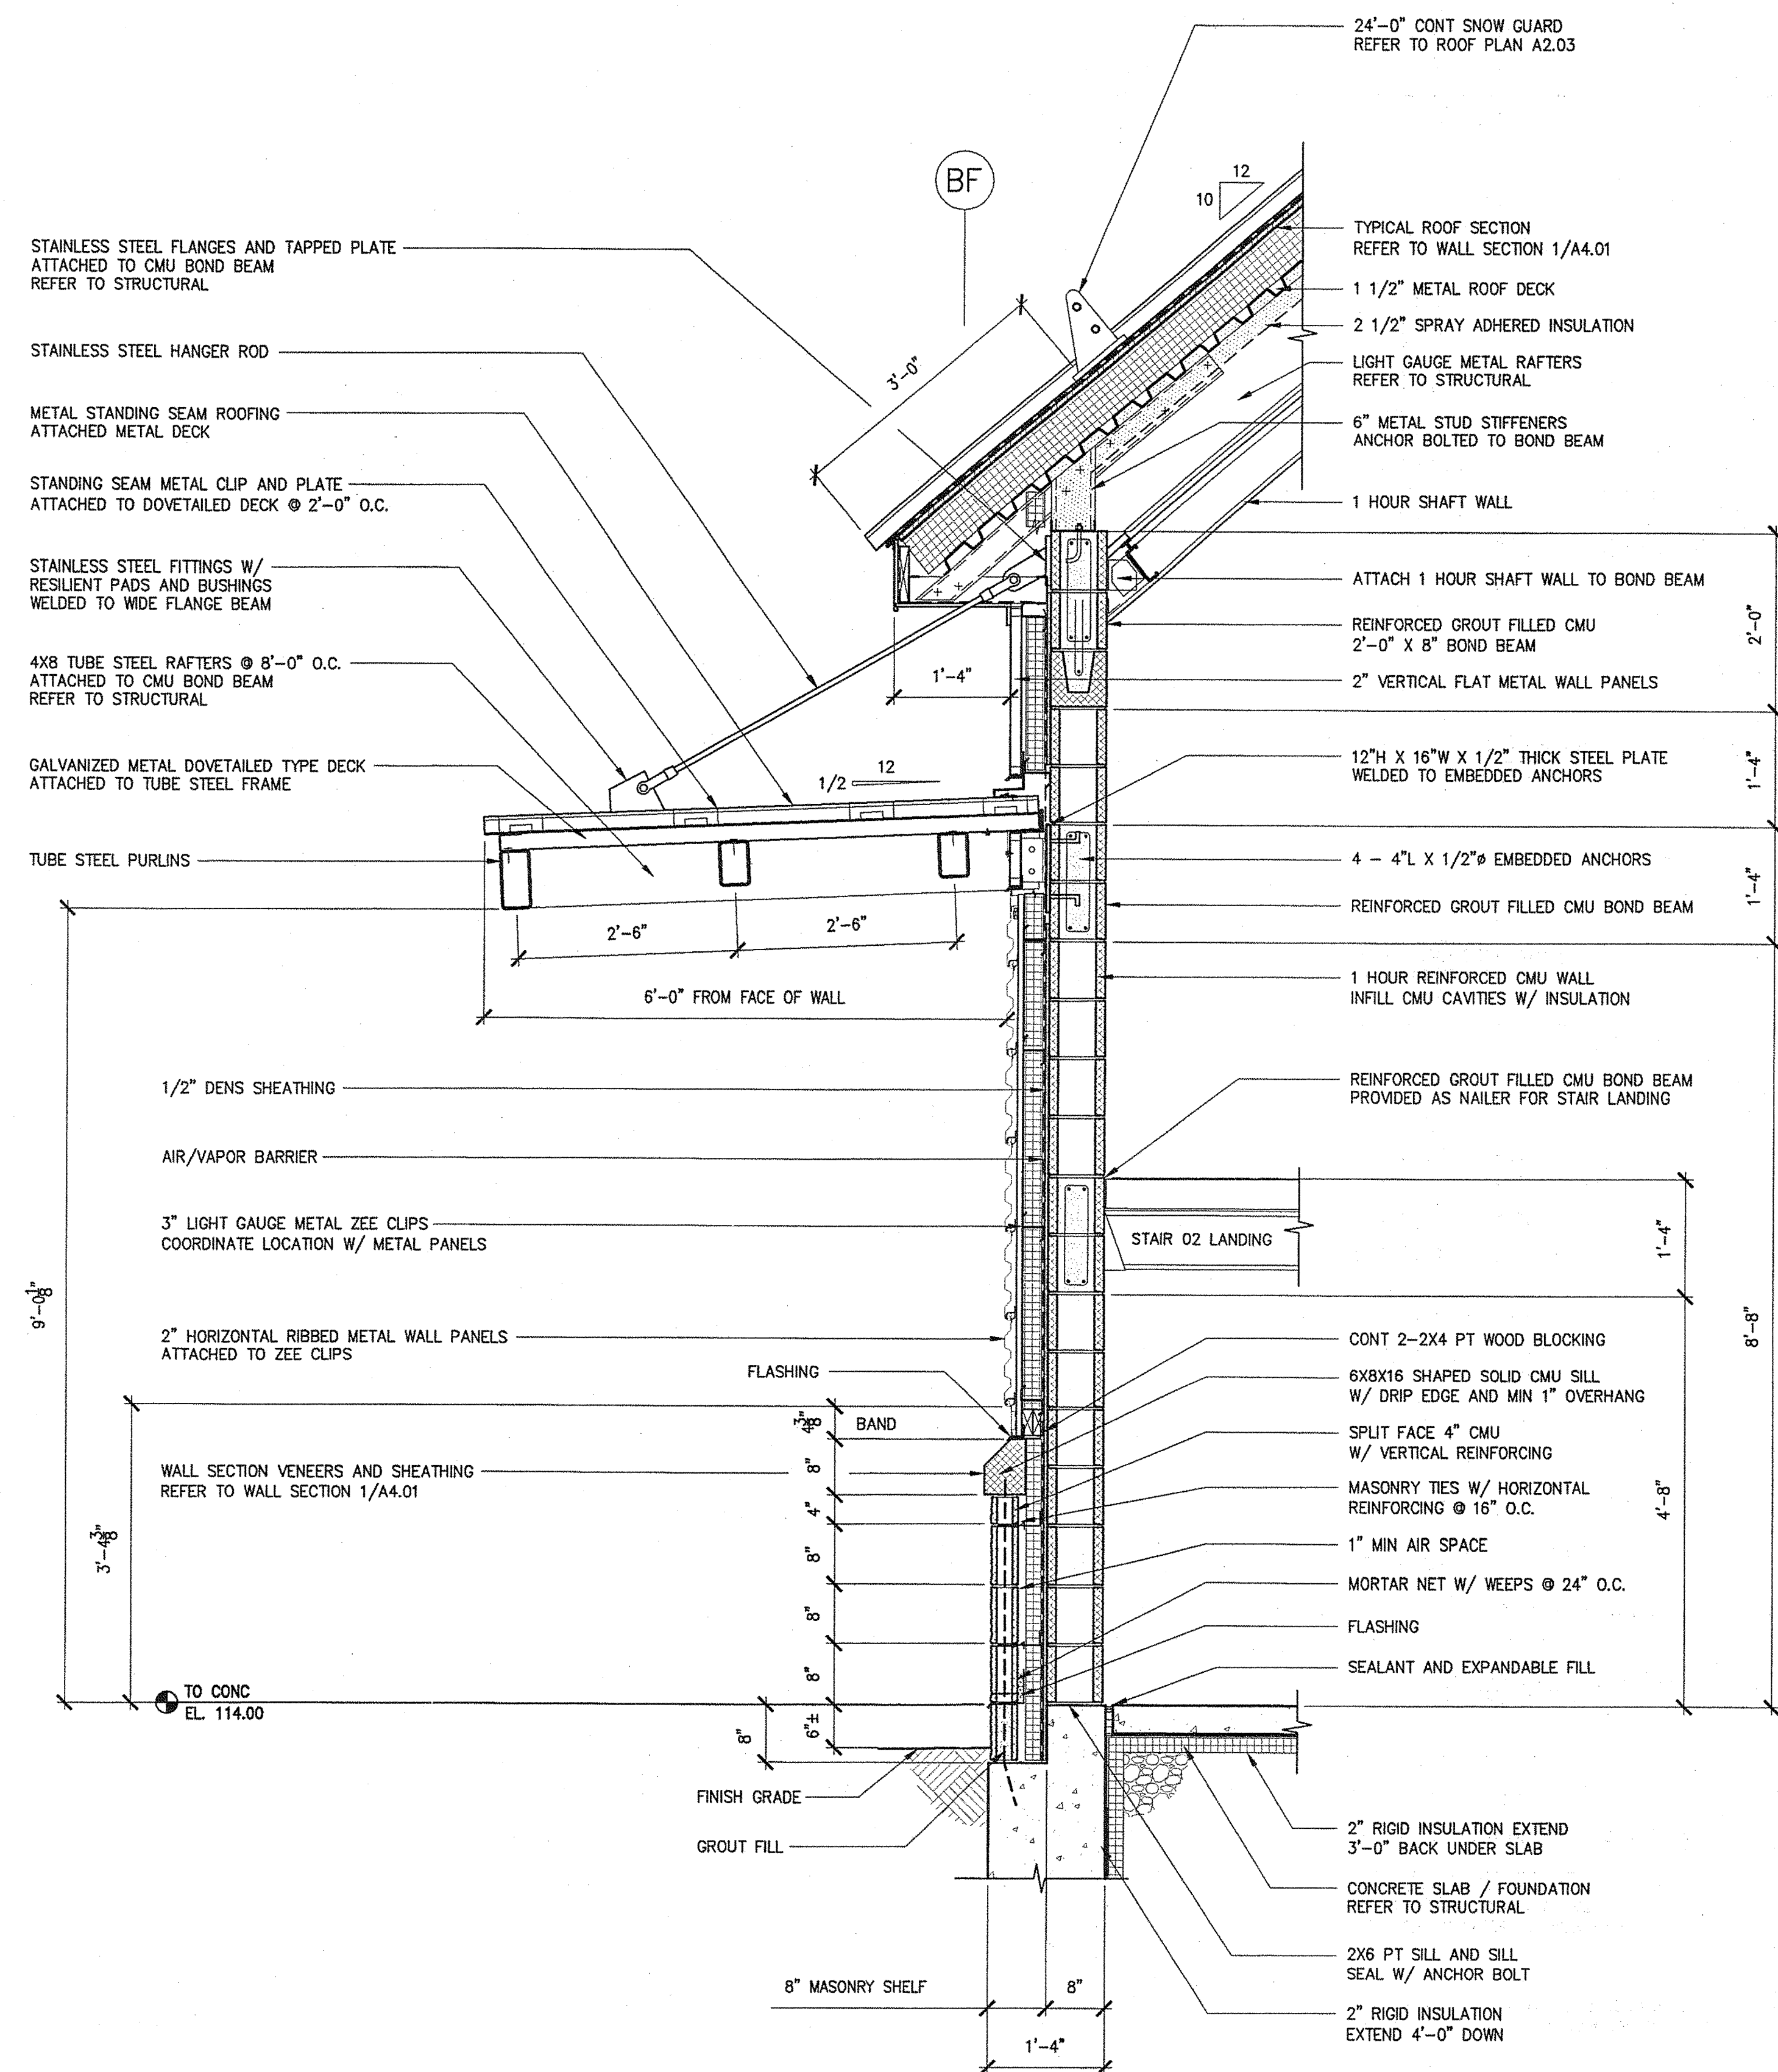 24'-0" CONT SNOW GUARD
REFER TO ROOF PLAN A2.03
BF
12
10
STAINLESS STEEL FLANGES AND TAPPED PLATE
ATTACHED TO CMU BOND BEAM
REFER TO STRUCTURAL
STAINLESS STEEL HANGER ROD
METAL STANDING SEAM ROOFING
ATTACHED METAL DECK
STANDING SEAM METAL CLIP AND PLATE
ATTACHED TO DOVETAILED DECK @ 2'-0" O.C.
STAINLESS STEEL FITTINGS W/
RESILIENT PADS AND BUSHINGS
WELDED TO WIDE FLANGE BEAM
4X8 TUBE STEEL RAFTERS @ 8'-0" O.C.
ATTACHED TO CMU BOND BEAM
REFER TO STRUCTURAL
GALVANIZED METAL DOVETAILED TYPE DECK
ATTACHED TO TUBE STEEL FRAME
TUBE STEEL PURLINS
3'-0"
1'-4"
12
1/2
2'-6"
2'-6"
6'-0" FROM FACE OF WALL
TYPICAL ROOF SECTION
REFER TO WALL SECTION 1/A4.01
1 1/2" METAL ROOF DECK
2 1/2" SPRAY ADHERED INSULATION
LIGHT GAUGE METAL RAFTERS
REFER TO STRUCTURAL
6" METAL STUD STIFFENERS
ANCHOR BOLTED TO BOND BEAM
1 HOUR SHAFT WALL
ATTACH 1 HOUR SHAFT WALL TO BOND BEAM
REINFORCED GROUT FILLED CMU
2'-0" X 8" BOND BEAM
2" VERTICAL FLAT METAL WALL PANELS
12"H X 16"W X 1/2" THICK STEEL PLATE
WELDED TO EMBEDDED ANCHORS
4 - 4"L X 1/2"ø EMBEDDED ANCHORS
REINFORCED GROUT FILLED CMU BOND BEAM
1 HOUR REINFORCED CMU WALL
INFILL CMU CAVITIES W/ INSULATION
REINFORCED GROUT FILLED CMU BOND BEAM
PROVIDED AS NAILER FOR STAIR LANDING
2'-0"
1'-4"
1'-4"
8'-8"
STAIR 02 LANDING
1'-4"
4'-8"
1/2" DENS SHEATHING
AIR/VAPOR BARRIER
3" LIGHT GAUGE METAL ZEE CLIPS
COORDINATE LOCATION W/ METAL PANELS
2" HORIZONTAL RIBBED METAL WALL PANELS
ATTACHED TO ZEE CLIPS
FLASHING
BAND
WALL SECTION VENEERS AND SHEATHING
REFER TO WALL SECTION 1/A4.01
9'-0 1/8"
3'-4 3/8"
4 3/8"
8"
4"
8"
8"
8"
6"±
8"
TO CONC
EL. 114.00
FINISH GRADE
GROUT FILL
CONT 2-2X4 PT WOOD BLOCKING
6X8X16 SHAPED SOLID CMU SILL
W/ DRIP EDGE AND MIN 1" OVERHANG
SPLIT FACE 4" CMU
W/ VERTICAL REINFORCING
MASONRY TIES W/ HORIZONTAL
REINFORCING @ 16" O.C.
1" MIN AIR SPACE
MORTAR NET W/ WEEPS @ 24" O.C.
FLASHING
SEALANT AND EXPANDABLE FILL
2" RIGID INSULATION EXTEND
3'-0" BACK UNDER SLAB
CONCRETE SLAB / FOUNDATION
REFER TO STRUCTURAL
2X6 PT SILL AND SILL
SEAL W/ ANCHOR BOLT
2" RIGID INSULATION
EXTEND 4'-0" DOWN
8" MASONRY SHELF
8"
1'-4"